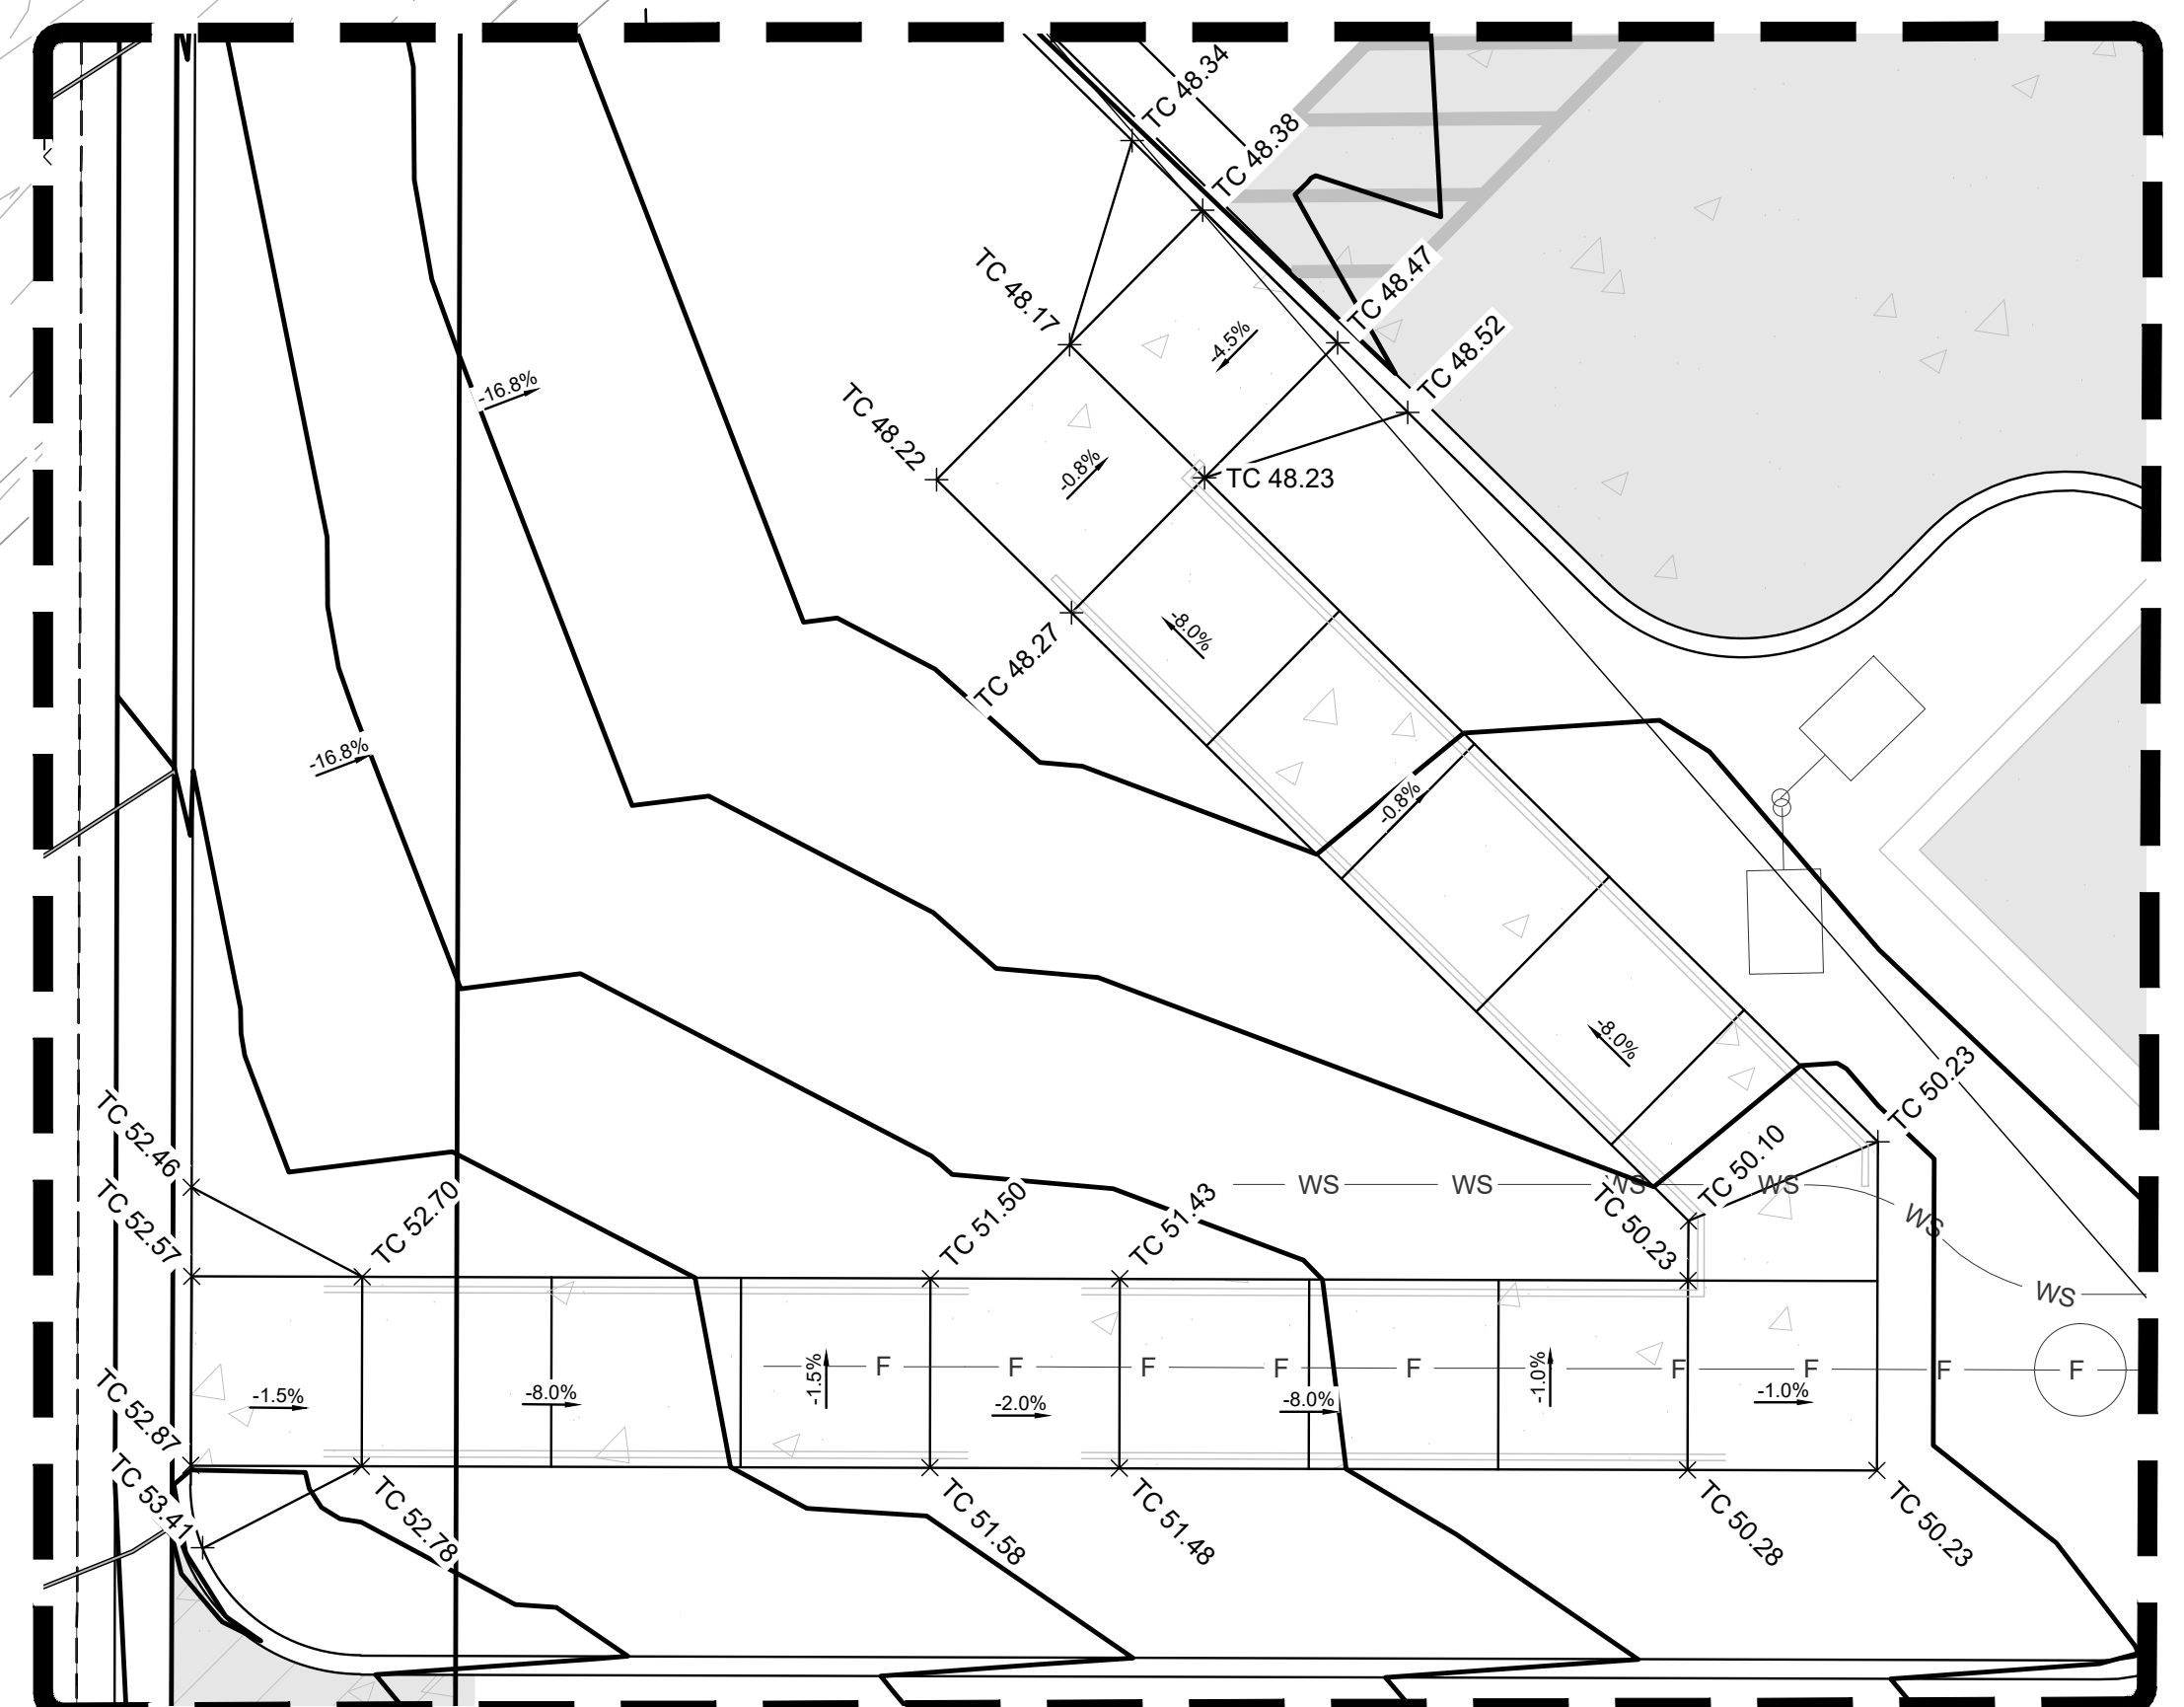 TC 48.34
TC 48.38
TC 48.47
TC 48.17
-4.5%
TC 48.52
-16.8%
TC 48.22
-0.8%
TC 48.23
-8.0%
TC 48.27
-16.8%
-0.8%
-8.0%
TC 50.23
TC 52.46
TC 50.10
WS
WS
WS
WS
TC 52.57
TC 52.70
TC 51.50
TC 51.43
TC 50.23
WS
WS
F
F
F
F
F
F
F
F
F
-1.5%
-1.0%
-1.5%
-8.0%
-2.0%
-8.0%
-1.0%
TC 52.87
TC 53.41
TC 52.78
TC 51.58
TC 51.48
TC 50.28
TC 50.23